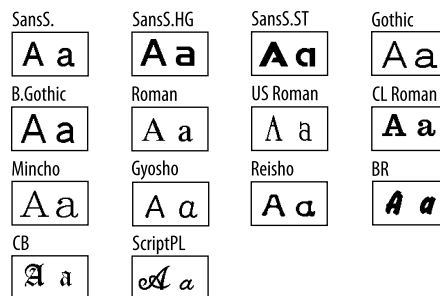 SansS. SansS.HG SansS.ST Gothic
A a A a A a A a
B.Gothic Roman US Roman CL Roman
A a A a A a A a
Mincho Gyosho Reisho BR
A a A a A a A a
CB ScriptPL
A a A a